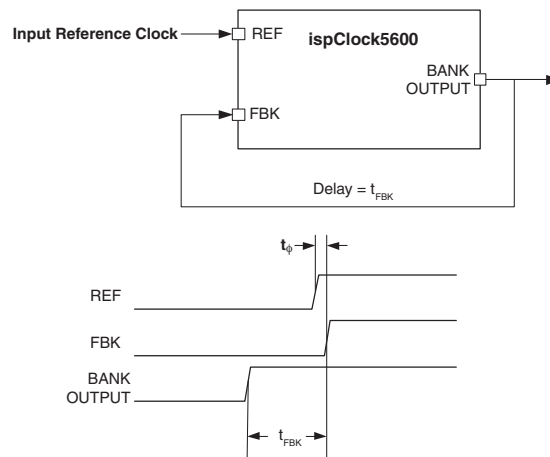 Input Reference Clock
REF
ispClock5600
BANK
OUTPUT
FBK
Delay = tFBK
tϕ
REF
FBK
BANK
OUTPUT
tFBK